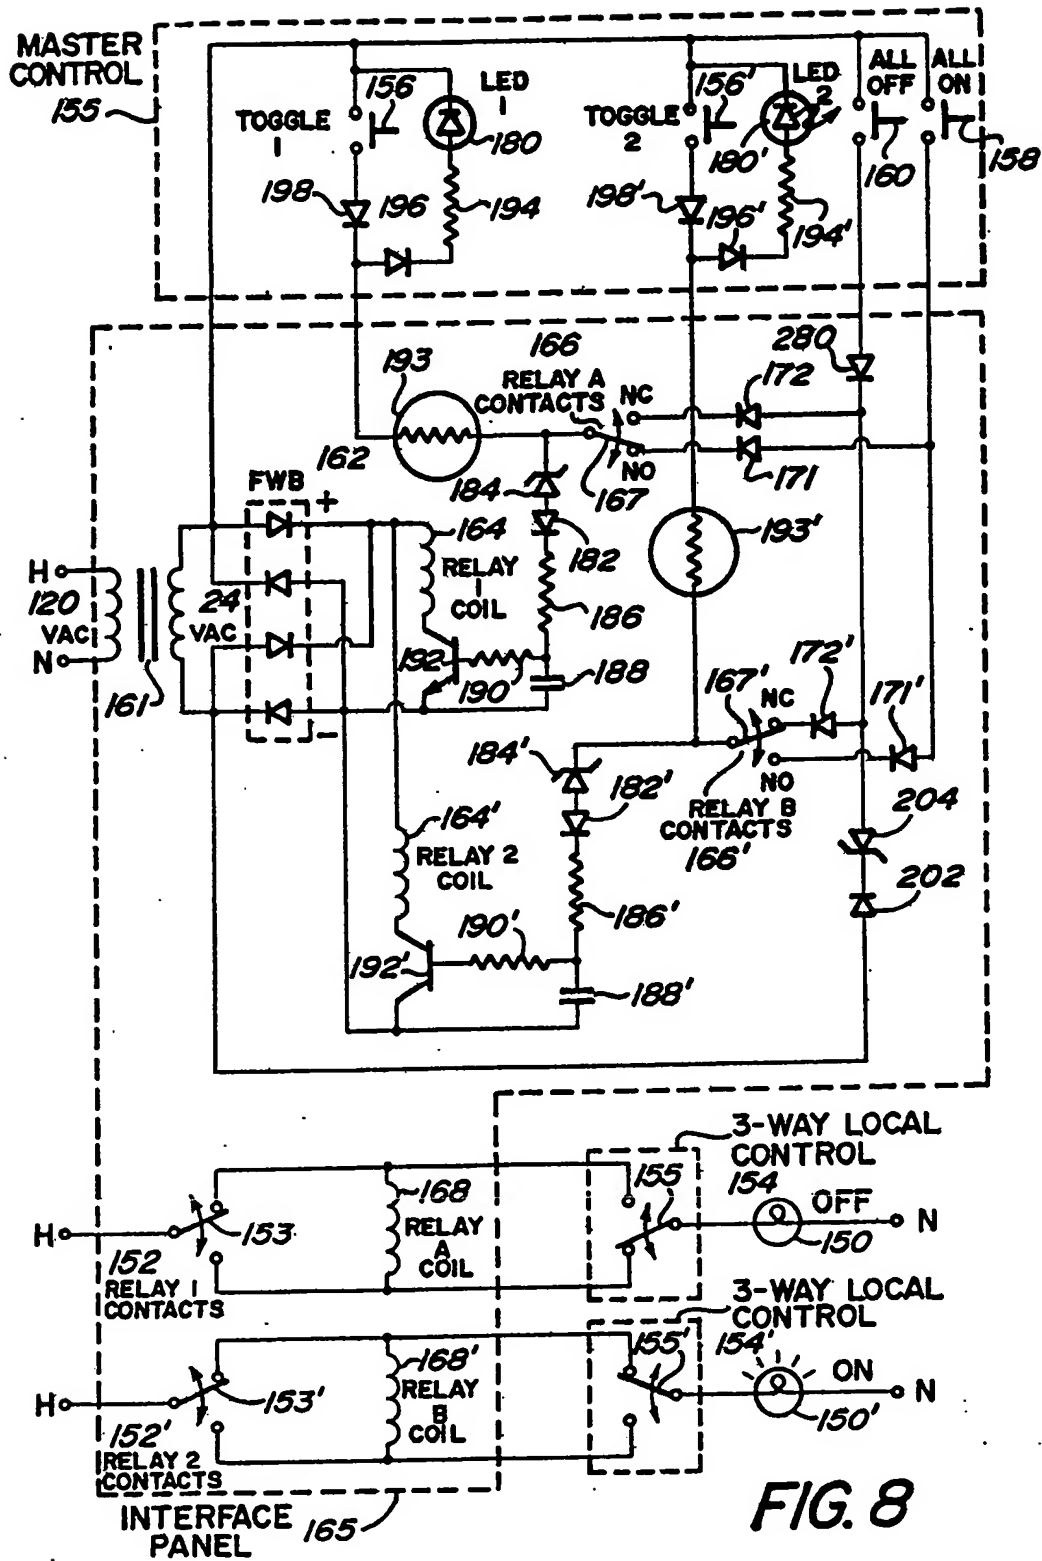 MASTER
CONTROL
155
TOGGLE
1
156
LED
1
180
198
196
194
TOGGLE
2
156'
LED
2
180'
198'
196'
194'
ALL
OFF
ALL
ON
160
158
193
166
RELAY A
CONTACTS
NC
NO
167
172
171
280
162
FWB
+
-
184
182
164
RELAY
1
COIL
186
192
190
188
193'
H
120
VAC
N
161
24
VAC
167'
NC
172'
171'
NO
RELAY B
CONTACTS
166'
184'
182'
204
202
164'
RELAY 2
COIL
186'
190'
192'
188'
3-WAY LOCAL
CONTROL
155
154
OFF
N
150
H
153
152
RELAY 1
CONTACTS
168
RELAY
A
COIL
3-WAY LOCAL
CONTROL
155'
154'
ON
N
150'
H
153'
152'
RELAY 2
CONTACTS
168'
RELAY
B
COIL
INTERFACE
PANEL
165
FIG. 8